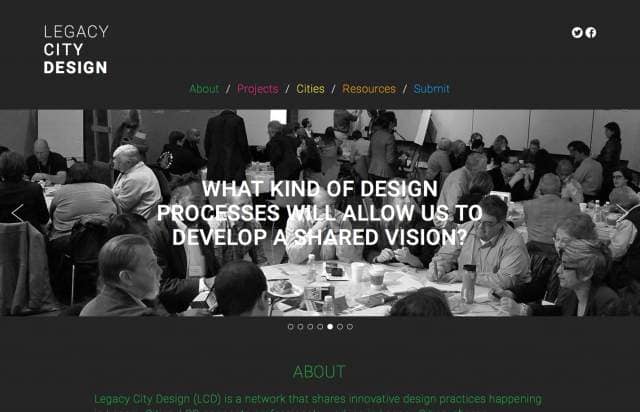 LEGACY
CITY
DESIGN
About / Projects / Cities / Resources / Submit
WHAT KIND OF DESIGN
PROCESSES WILL ALLOW US TO
DEVELOP A SHARED VISION?
ABOUT
Legacy City Design (LCD) is a network that shares innovative design practices happening